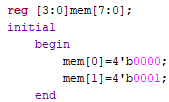 reg [3:0]mem[7:0];
initial
begin
mem[0]=4'b0000;
mem[1]=4'b0001;
end